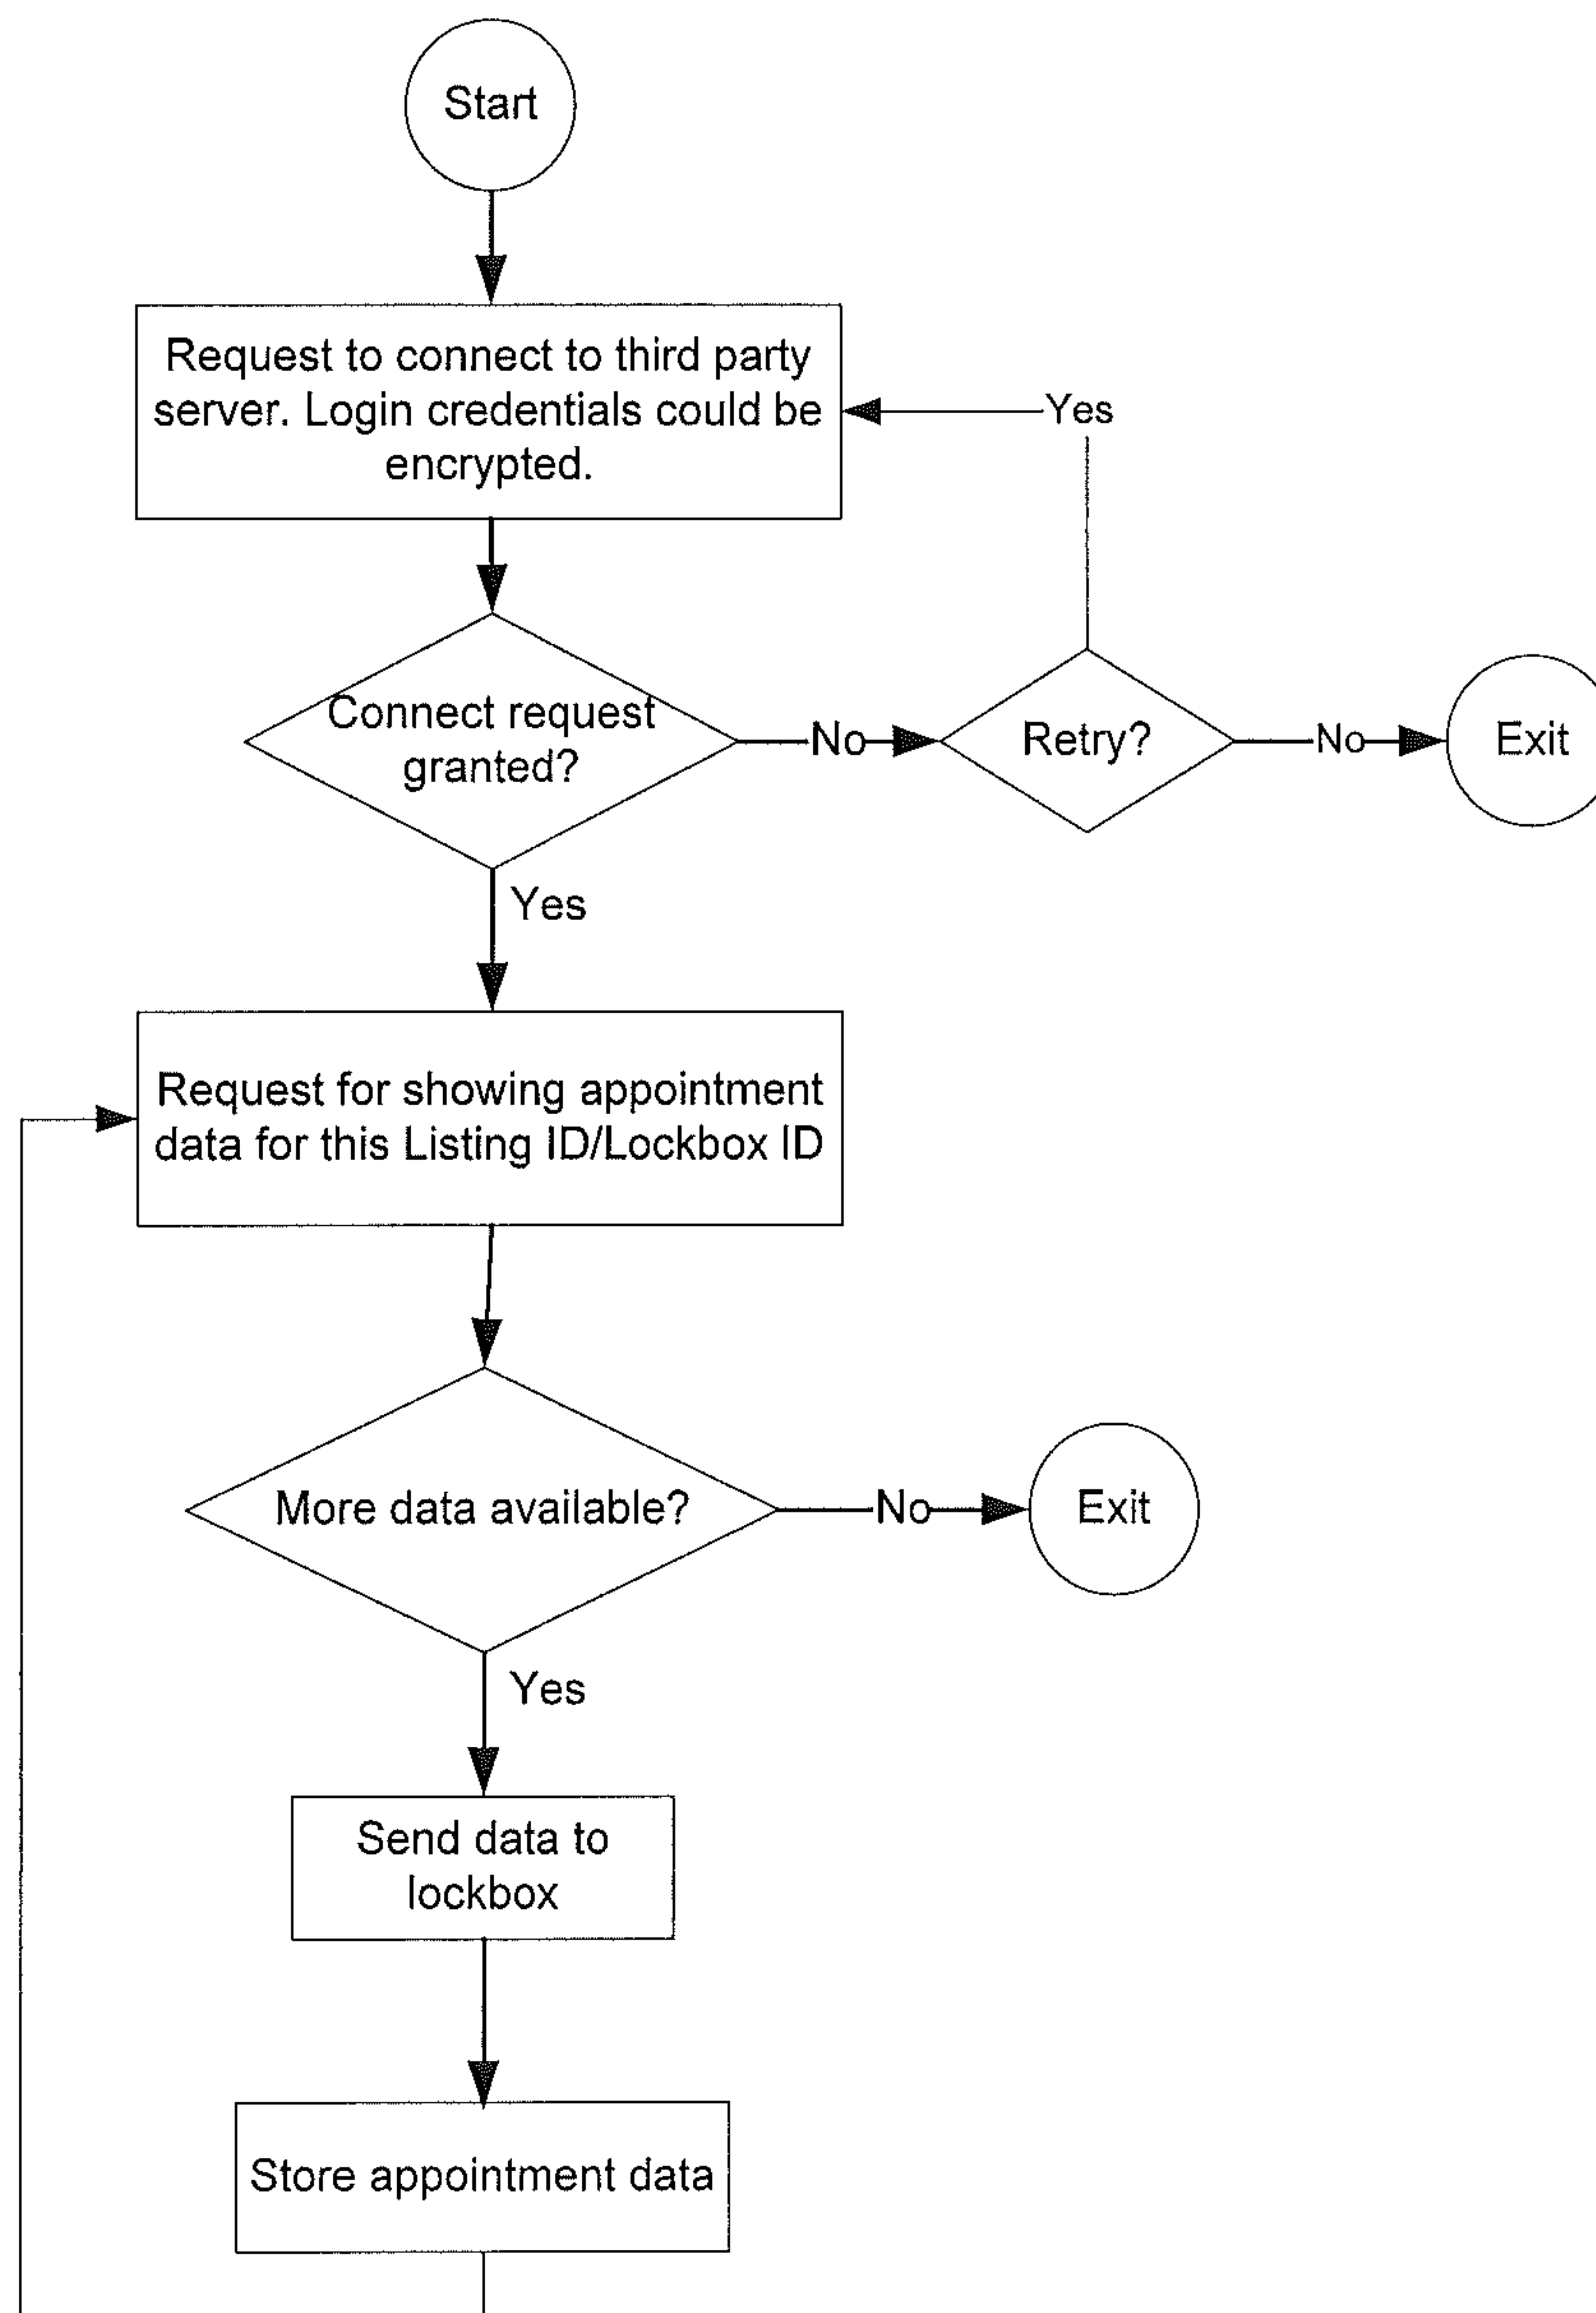 Start
Request to connect to third party
server. Login credentials could be
encrypted.
Yes
Connect request
granted?
No
Retry?
No
Exit
Yes
Request for showing appointment
data for this Listing ID/Lockbox ID
More data available?
No
Exit
Yes
Send data to
lockbox
Store appointment data